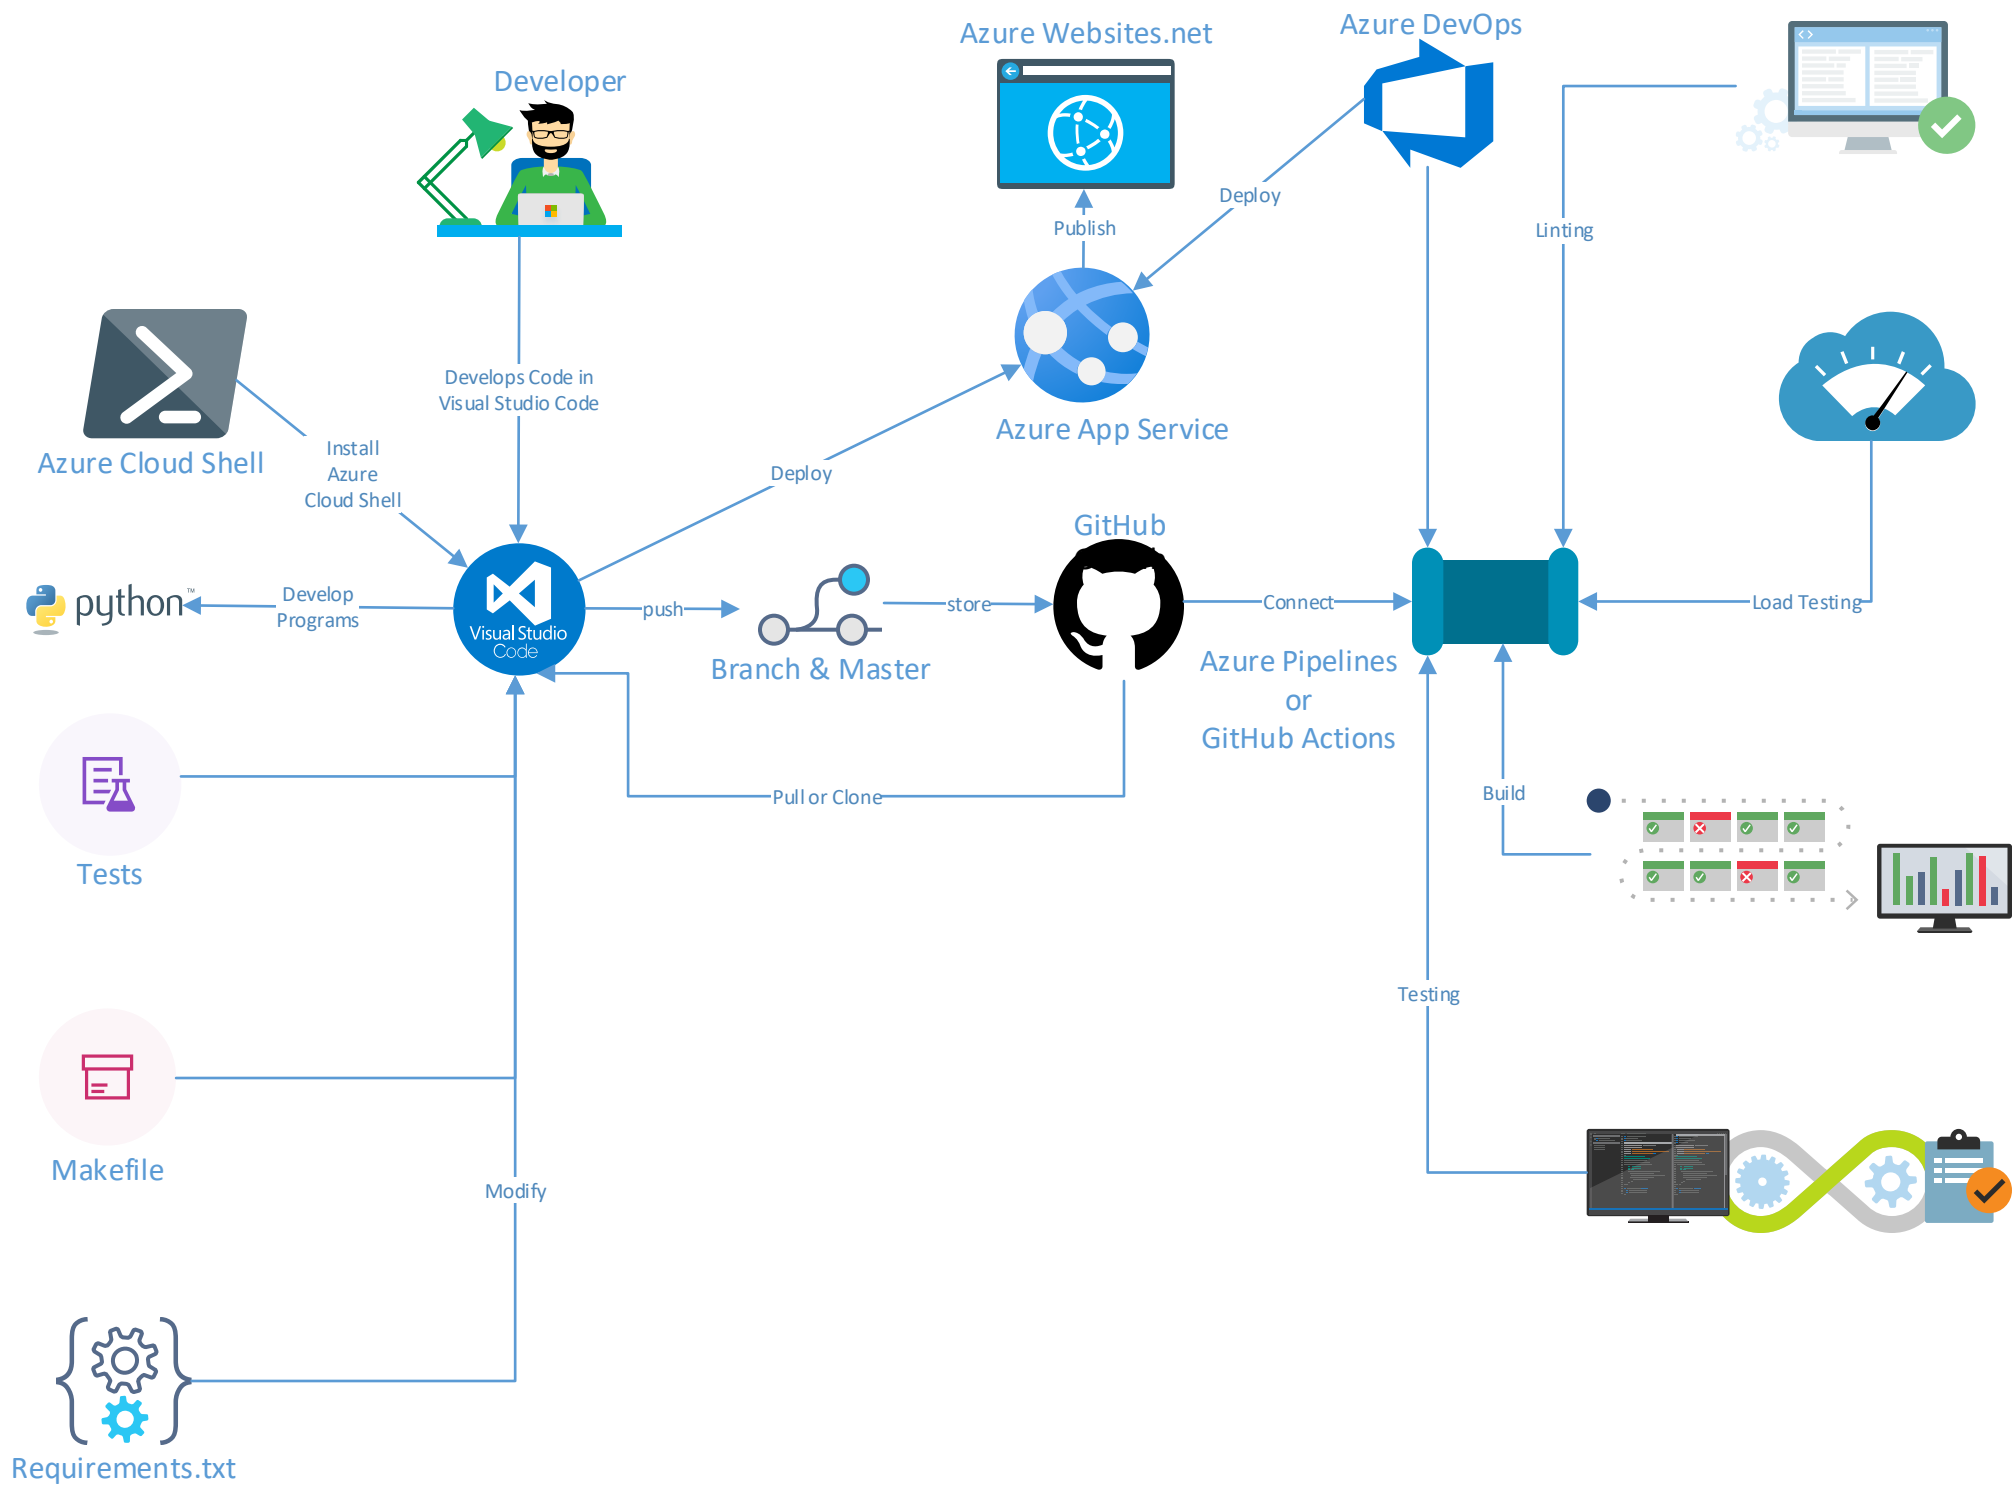 Azure Websites.net
Azure DevOps
Developer
Deploy
Publish
Linting
Develops Code in
Visual Studio Code
Azure App Service
Azure Cloud Shell
Install
Azure
Cloud Shell
Deploy
GitHub
python™
Develop
Programs
Visual Studio
Code
push
Branch & Master
store
Connect
Load Testing
Azure Pipelines
or
GitHub Actions
Pull or Clone
Build
Tests
Testing
Makefile
Modify
Requirements.txt